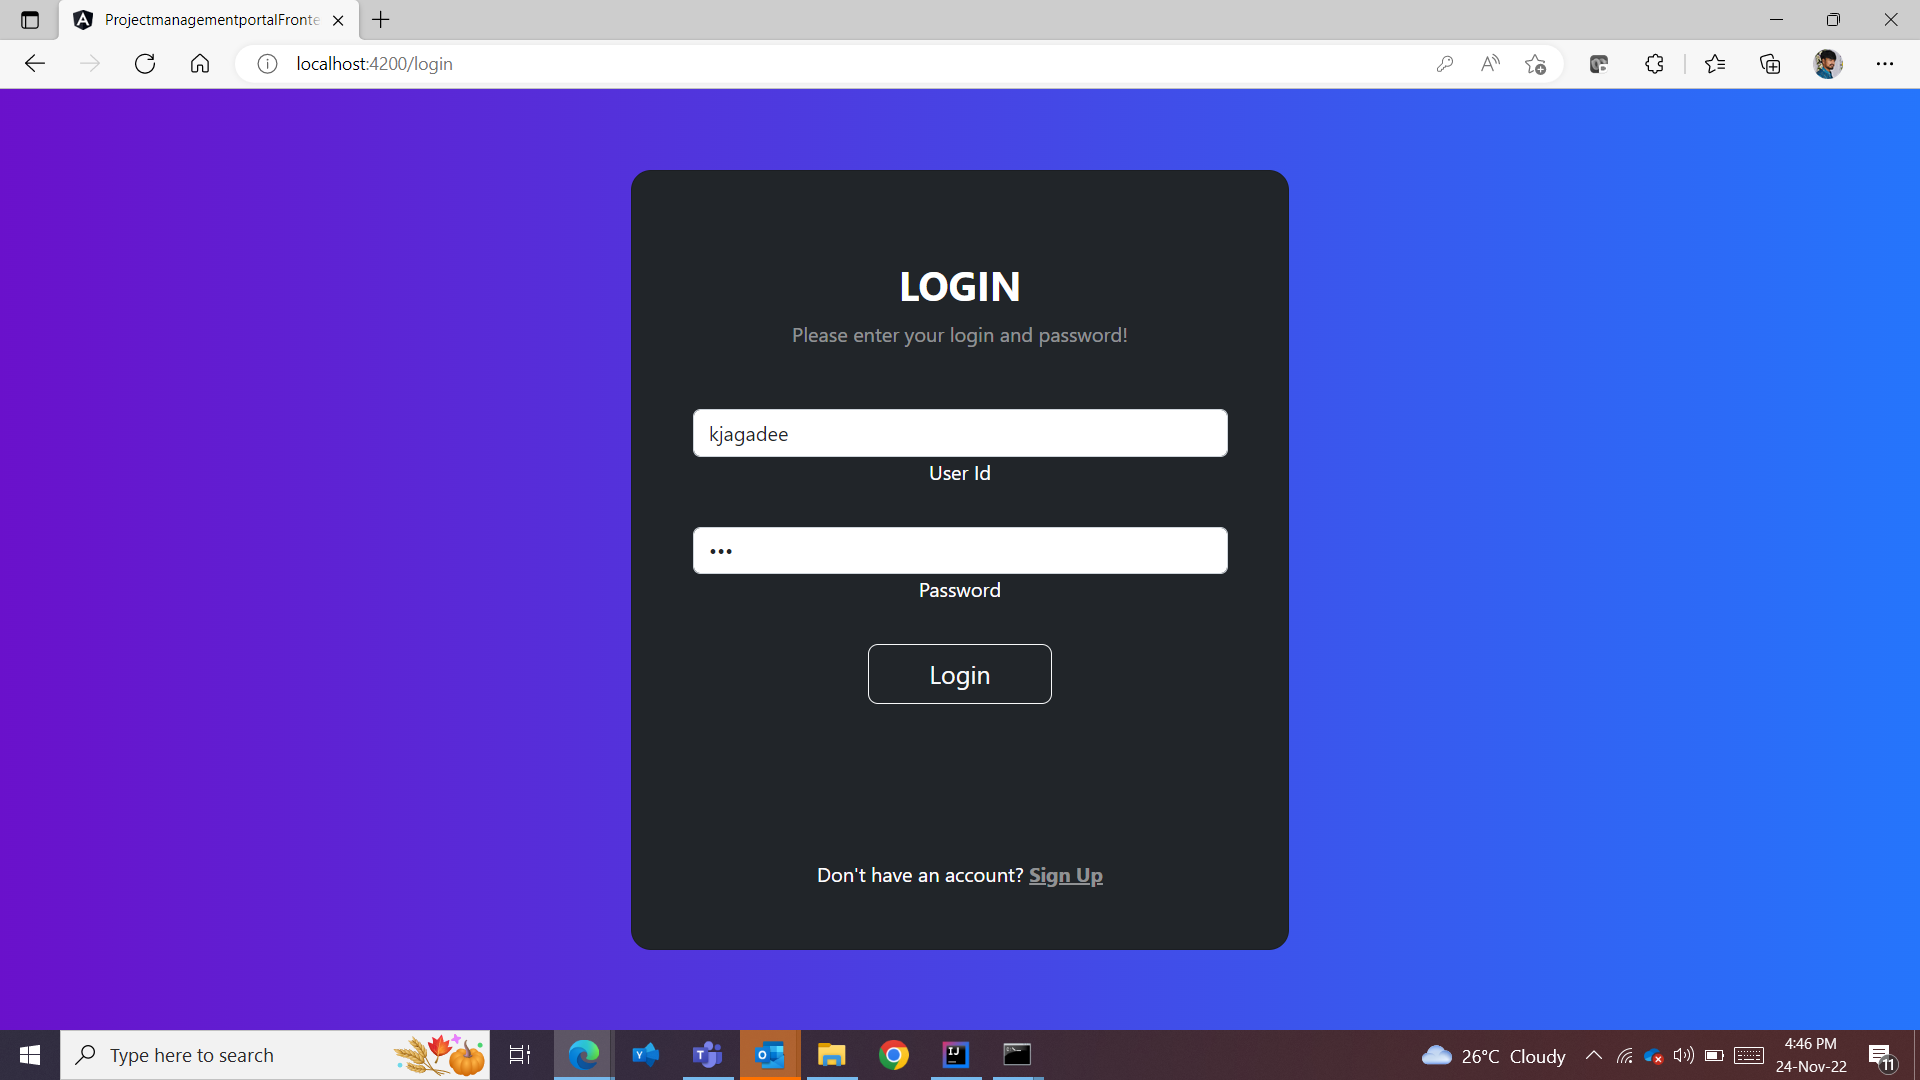 ProjectmanagementportalFronte
localhost:4200/login
LOGIN
Please enter your login and password!
kjagadee
User Id
•••
Password
Login
Don't have an account? Sign Up
Type here to search
26°C Cloudy
4:46 PM
24-Nov-22
11